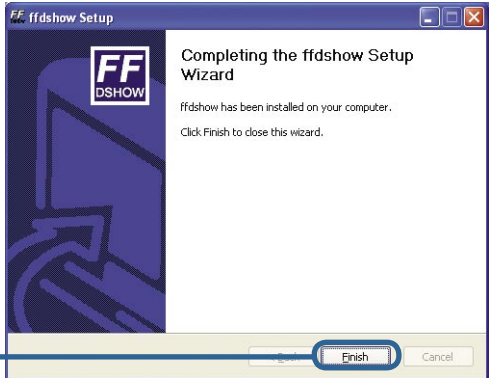 ffdshow Setup
FF
DSHOW
Completing the ffdshow Setup
Wizard
ffdshow has been installed on your computer.
Click Finish to close this wizard.
Finish
Cancel